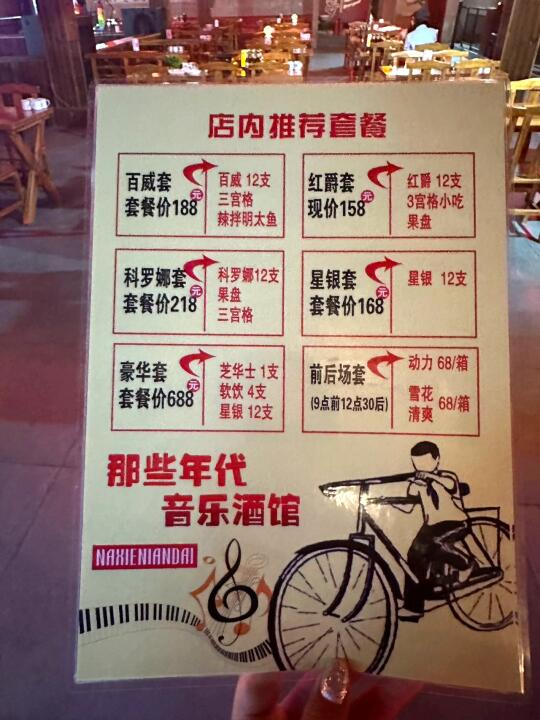 店内推荐套餐
百威套
套餐价188元
百威 12支
三宫格
辣拌明太鱼
红爵套
现价158元
红爵 12支
3宫格小吃
果盘
科罗娜套
套餐价218元
科罗娜12支
果盘
三宫格
星银套
套餐价168元
星银 12支
豪华套
套餐价688元
芝华士 1支
软饮 4支
星银 12支
前后场套
(9点前12点30后)
动力 68/箱
雪花
清爽 68/箱
那些年代
音乐酒馆
NAXIENIANDAI